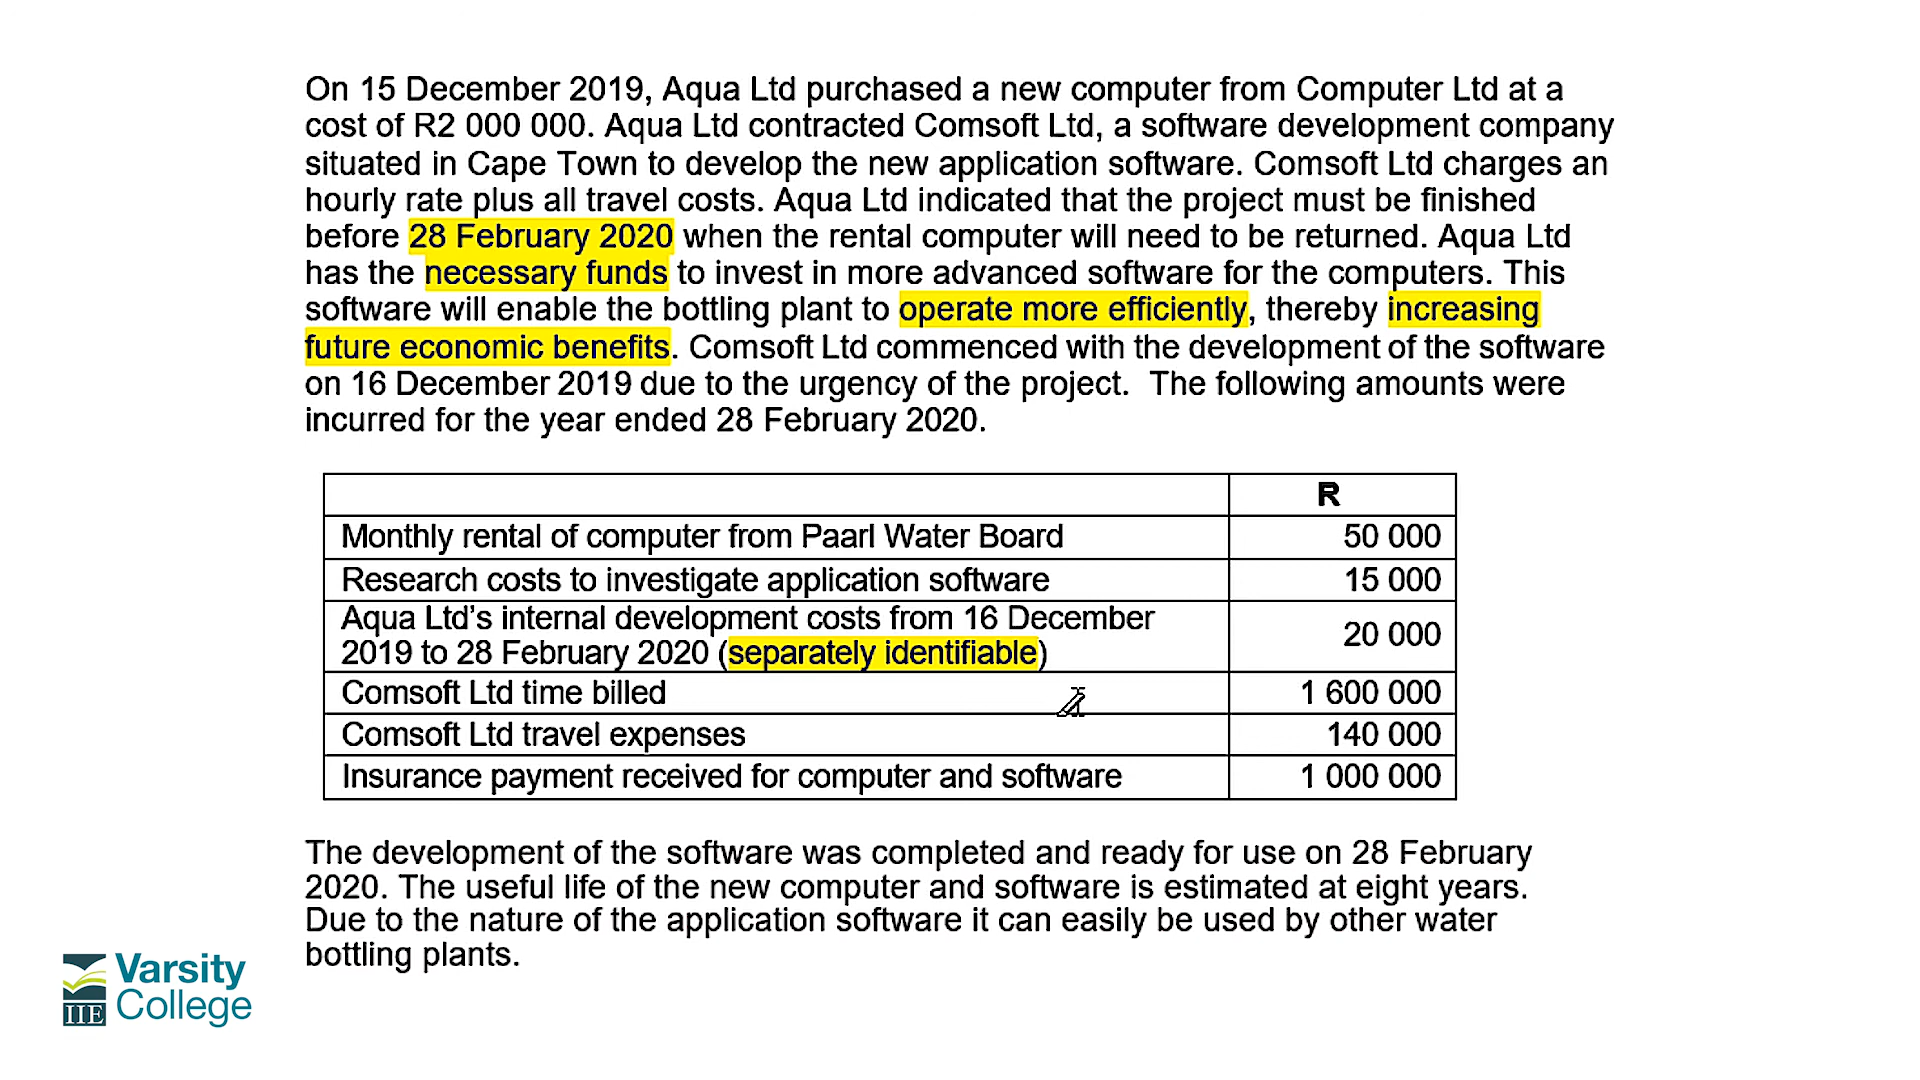 On 15 December 2019, Aqua Ltd purchased a new computer from Computer Ltd at a
cost of R2 000 000. Aqua Ltd contracted Comsoft Ltd, a software development company
situated in Cape Town to develop the new application software. Comsoft Ltd charges an
hourly rate plus all travel costs. Aqua Ltd indicated that the project must be finished
before 28 February 2020 when the rental computer will need to be returned. Aqua Ltd
has the necessary funds to invest in more advanced software for the computers. This
software will enable the bottling plant to operate more efficiently, thereby increasing
future economic benefits. Comsoft Ltd commenced with the development of the software
on 16 December 2019 due to the urgency of the project. The following amounts were
incurred for the year ended 28 February 2020.
R
Monthly rental of computer from Paarl Water Board 50 000
Research costs to investigate application software 15 000
Aqua Ltd's internal development costs from 16 December
2019 to 28 February 2020 (separately identifiable) 20 000
Comsoft Ltd time billed 1 600 000
Comsoft Ltd travel expenses 140 000
Insurance payment received for computer and software 1 000 000
The development of the software was completed and ready for use on 28 February
2020. The useful life of the new computer and software is estimated at eight years.
Due to the nature of the application software it can easily be used by other water
bottling plants.
Varsity
College
IIE